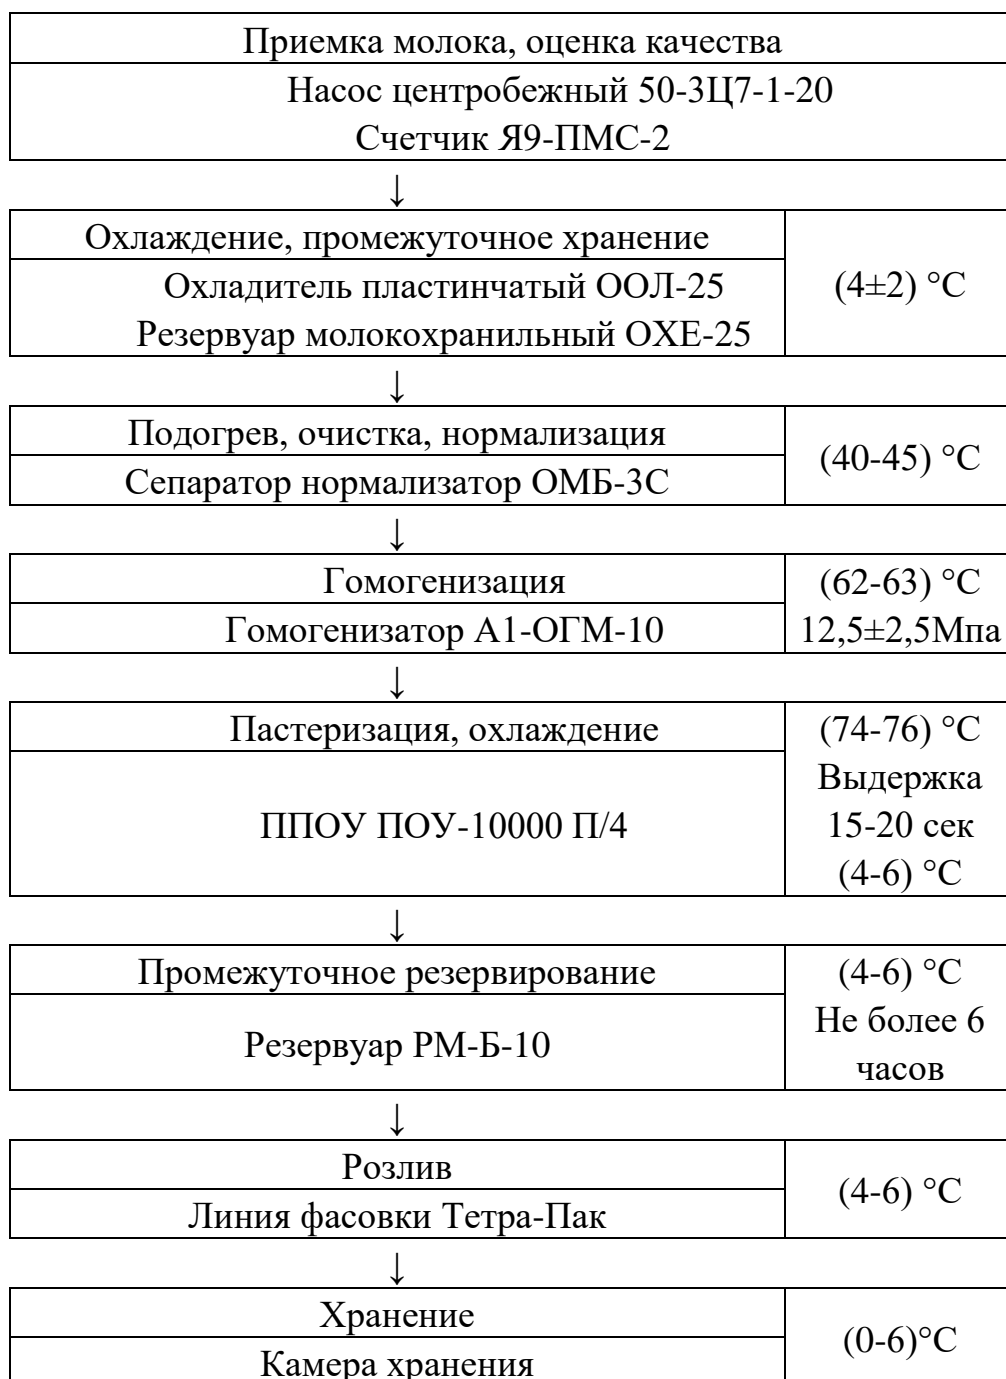 Приемка молока, оценка качества
Насос центробежный 50-3Ц7-1-20
Счетчик Я9-ПМС-2
↓
Охлаждение, промежуточное хранение
Охладитель пластинчатый ООЛ-25
Резервуар молокохранильный ОХЕ-25
(4±2) °С
↓
Подогрев, очистка, нормализация
Сепаратор нормализатор ОМБ-3С
(40-45) °С
↓
Гомогенизация
Гомогенизатор А1-ОГМ-10
(62-63) °С
12,5±2,5Мпа
↓
Пастеризация, охлаждение
ППОУ ПОУ-10000 П/4
(74-76) °С
Выдержка
15-20 сек
(4-6) °С
↓
Промежуточное резервирование
Резервуар РМ-Б-10
(4-6) °С
Не более 6
часов
↓
Розлив
Линия фасовки Тетра-Пак
(4-6) °С
↓
Хранение
Камера хранения
(0-6)°С